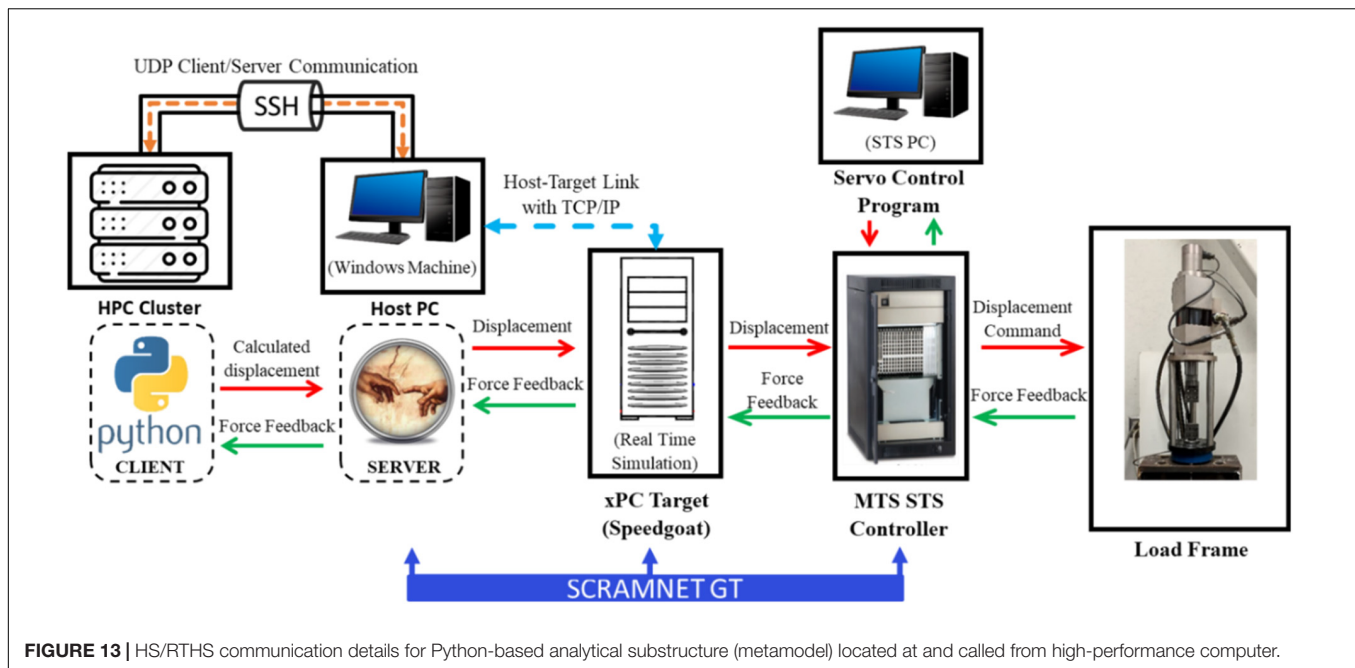 UDP Client/Server Communication
SSH
HPC Cluster
(Windows Machine)
Host PC
Host-Target Link
with TCP/IP
(STS PC)
Servo Control
Program
python
CLIENT
Calculated
displacement
Force Feedback
SERVER
Displacement
Force Feedback
(Real Time
Simulation)
xPC Target
(Speedgoat)
Displacement
Force
Feedback
MTS STS
Controller
Displacement
Command
Force Feedback
Load Frame
SCRAMNET GT
FIGURE 13 | HS/RTHS communication details for Python-based analytical substructure (metamodel) located at and called from high-performance computer.